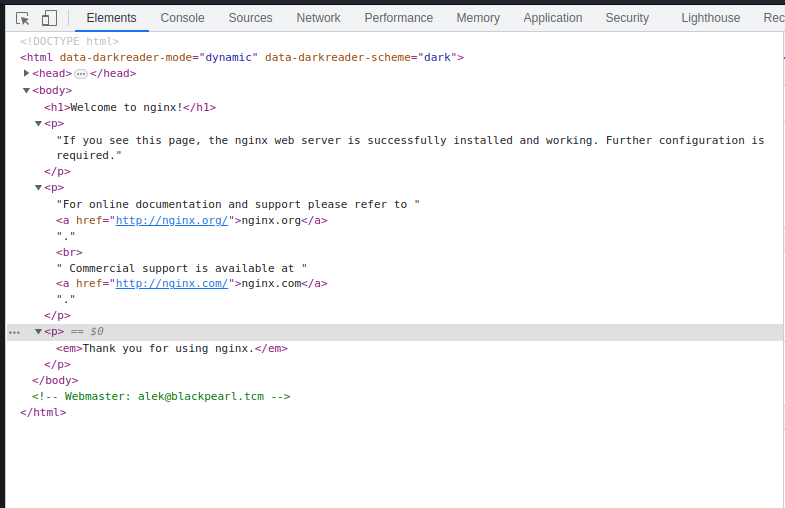 Elements Console Sources Network Performance Memory Application Security Lighthouse Rec
<!DOCTYPE html>
<html data-darkreader-mode="dynamic" data-darkreader-scheme="dark">
<head>…</head>
<body>
<h1>Welcome to nginx!</h1>
<p>
"If you see this page, the nginx web server is successfully installed and working. Further configuration is
required."
</p>
<p>
"For online documentation and support please refer to "
<a href="http://nginx.org/">nginx.org</a>
"."
<br>
" Commercial support is available at "
<a href="http://nginx.com/">nginx.com</a>
"."
</p>
<p> == $0
<em>Thank you for using nginx.</em>
</p>
</body>
<!-- Webmaster: alek@blackpearl.tcm -->
</html>